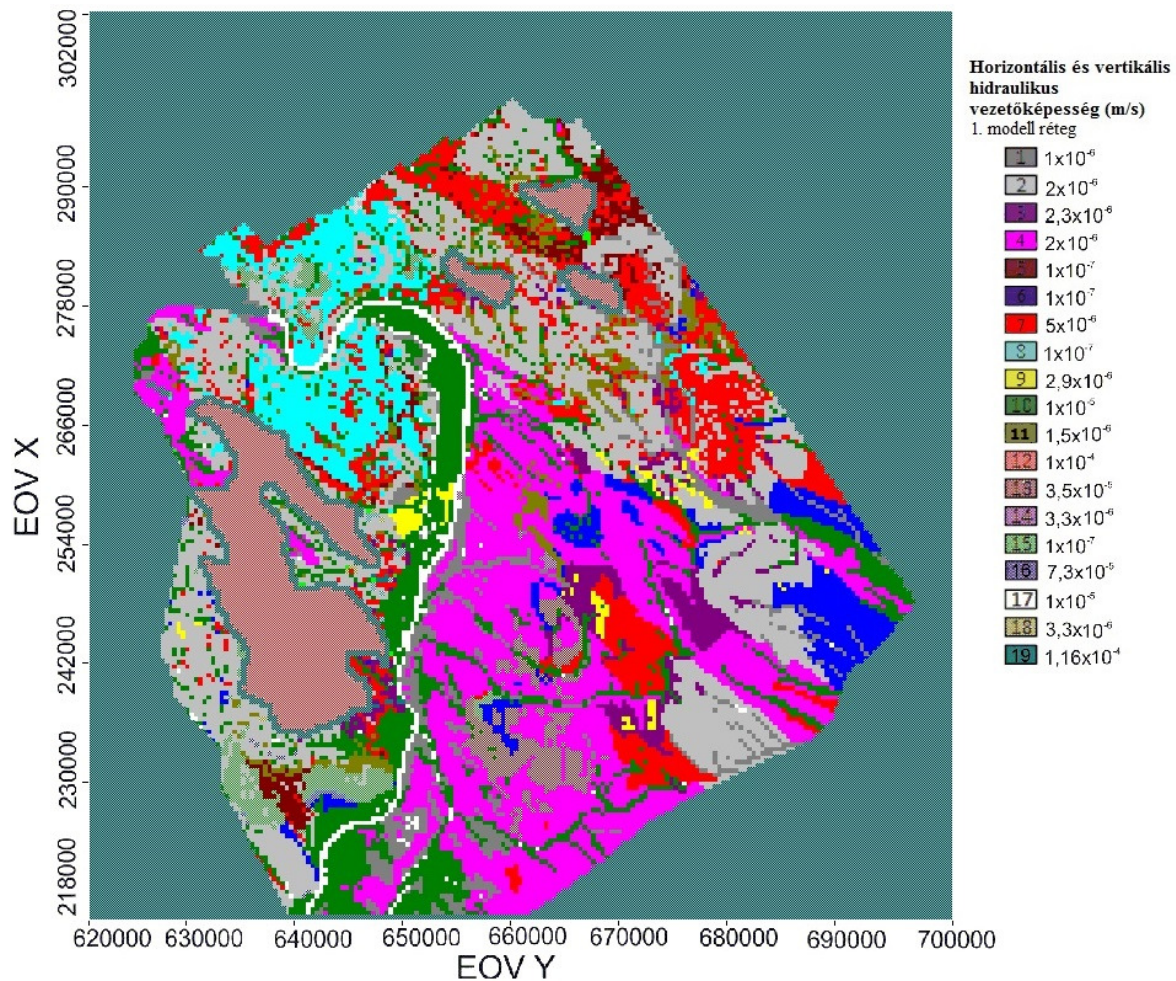 302000
290000
278000
266000
254000
242000
230000
218000
EOV X
620000 630000 640000 650000 660000 670000 680000 690000 700000
EOV Y
Horizontális és vertikális
hidraulikus
vezetőképesség (m/s)
1. modell réteg
1 1x10⁻⁶
2 2x10⁻⁶
3 2,3x10⁻⁶
4 2x10⁻⁶
5 1x10⁻⁷
6 1x10⁻⁷
7 5x10⁻⁶
8 1x10⁻⁷
9 2,9x10⁻⁶
10 1x10⁻⁵
11 1,5x10⁻⁶
12 1x10⁻⁴
13 3,5x10⁻⁵
14 3,3x10⁻⁶
15 1x10⁻⁷
16 7,3x10⁻⁵
17 1x10⁻⁵
18 3,3x10⁻⁶
19 1,16x10⁻⁴